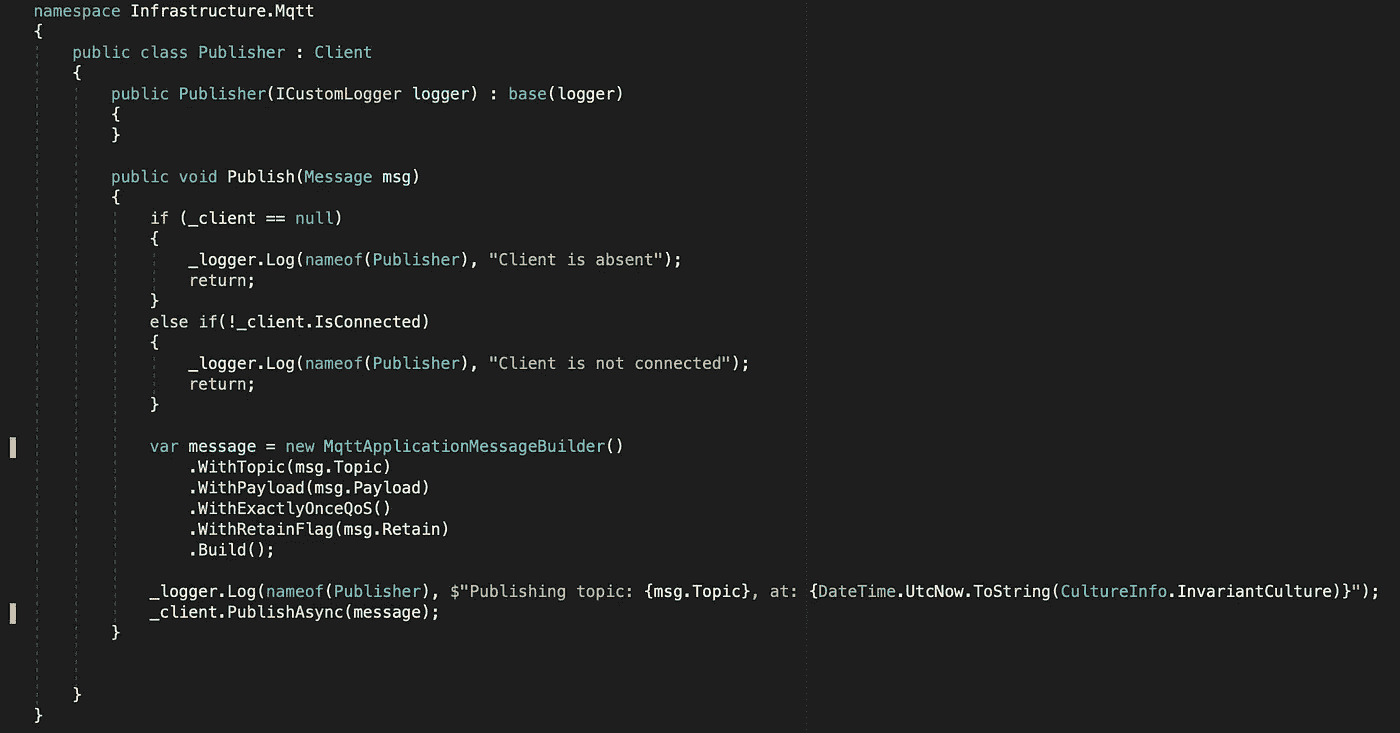 namespace Infrastructure.Mqtt
{
public class Publisher : Client
{
public Publisher(ICustomLogger logger) : base(logger)
{
}
public void Publish(Message msg)
{
if (_client == null)
{
_logger.Log(nameof(Publisher), "Client is absent");
return;
}
else if(!_client.IsConnected)
{
_logger.Log(nameof(Publisher), "Client is not connected");
return;
}
var message = new MqttApplicationMessageBuilder()
.WithTopic(msg.Topic)
.WithPayload(msg.Payload)
.WithExactlyOnceQoS()
.WithRetainFlag(msg.Retain)
.Build();
_logger.Log(nameof(Publisher), $"Publishing topic: {msg.Topic}, at: {DateTime.UtcNow.ToString(CultureInfo.InvariantCulture)}");
_client.PublishAsync(message);
}
}
}